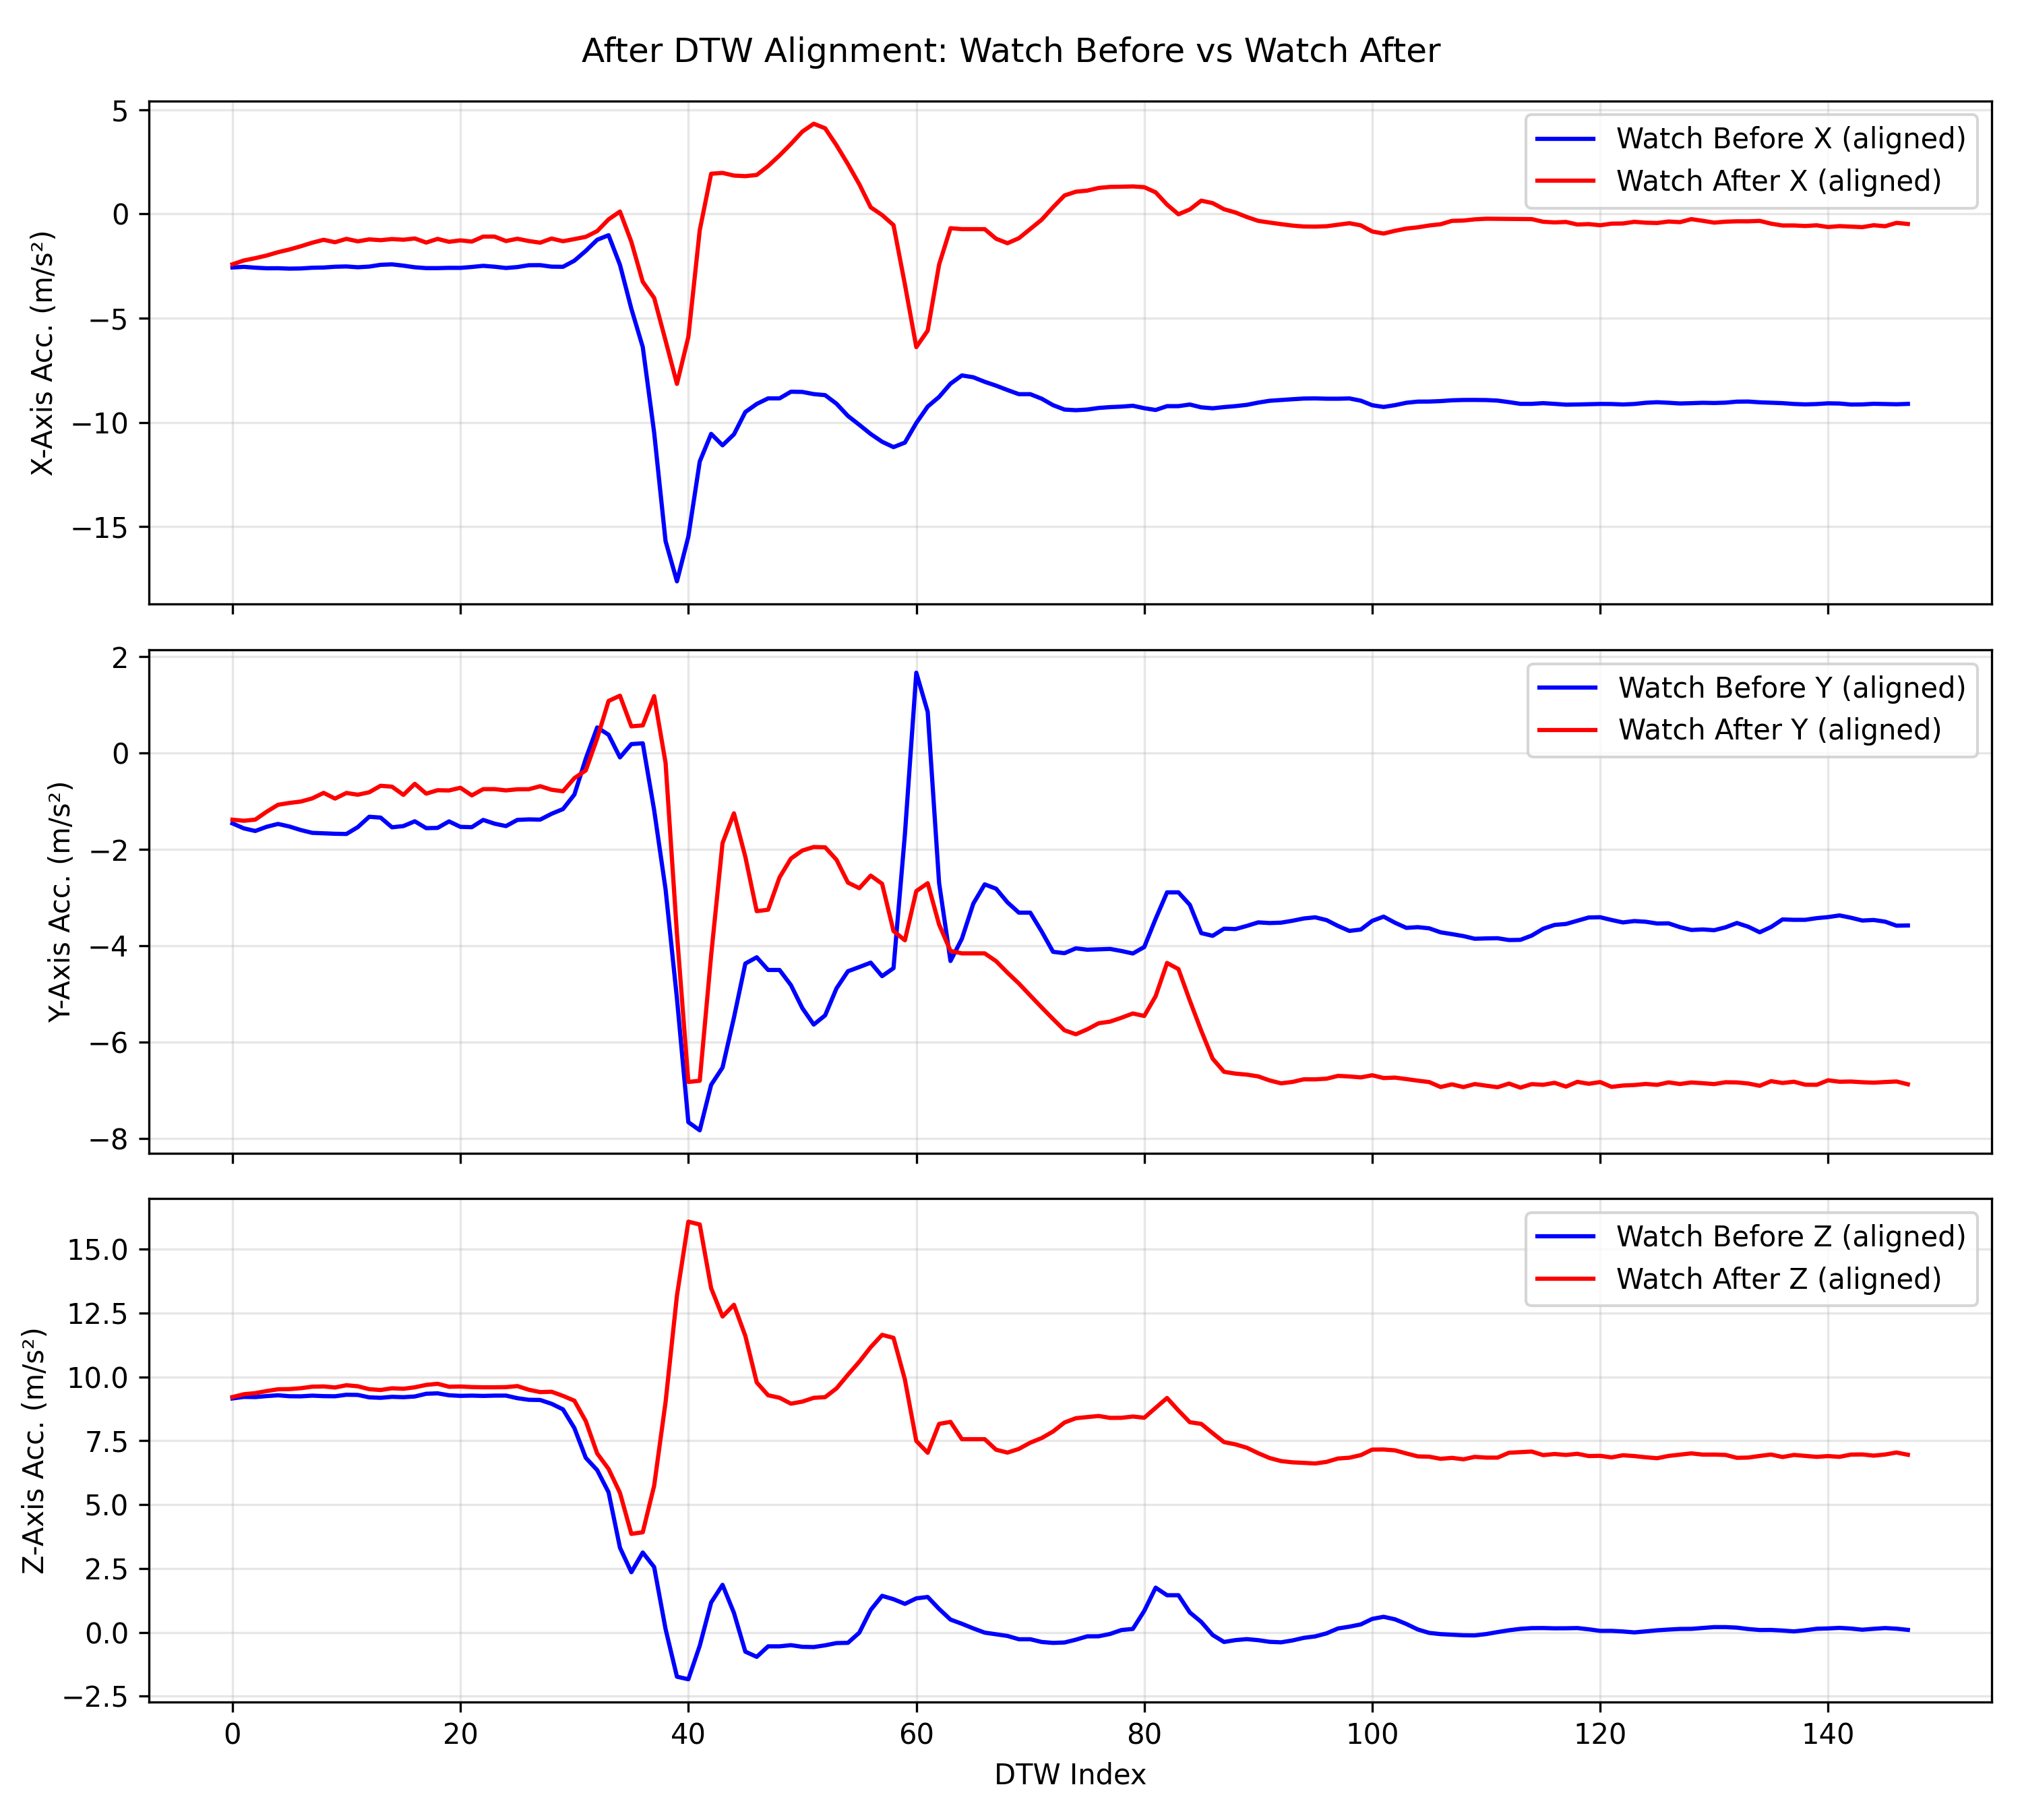 After DTW Alignment: Watch Before vs Watch After
5
0
−5
−10
−15
X-Axis Acc. (m/s²)
Watch Before X (aligned)
Watch After X (aligned)
2
0
−2
−4
−6
−8
Y-Axis Acc. (m/s²)
Watch Before Y (aligned)
Watch After Y (aligned)
15.0
12.5
10.0
7.5
5.0
2.5
0.0
−2.5
Z-Axis Acc. (m/s²)
Watch Before Z (aligned)
Watch After Z (aligned)
0 20 40 60 80 100 120 140
DTW Index